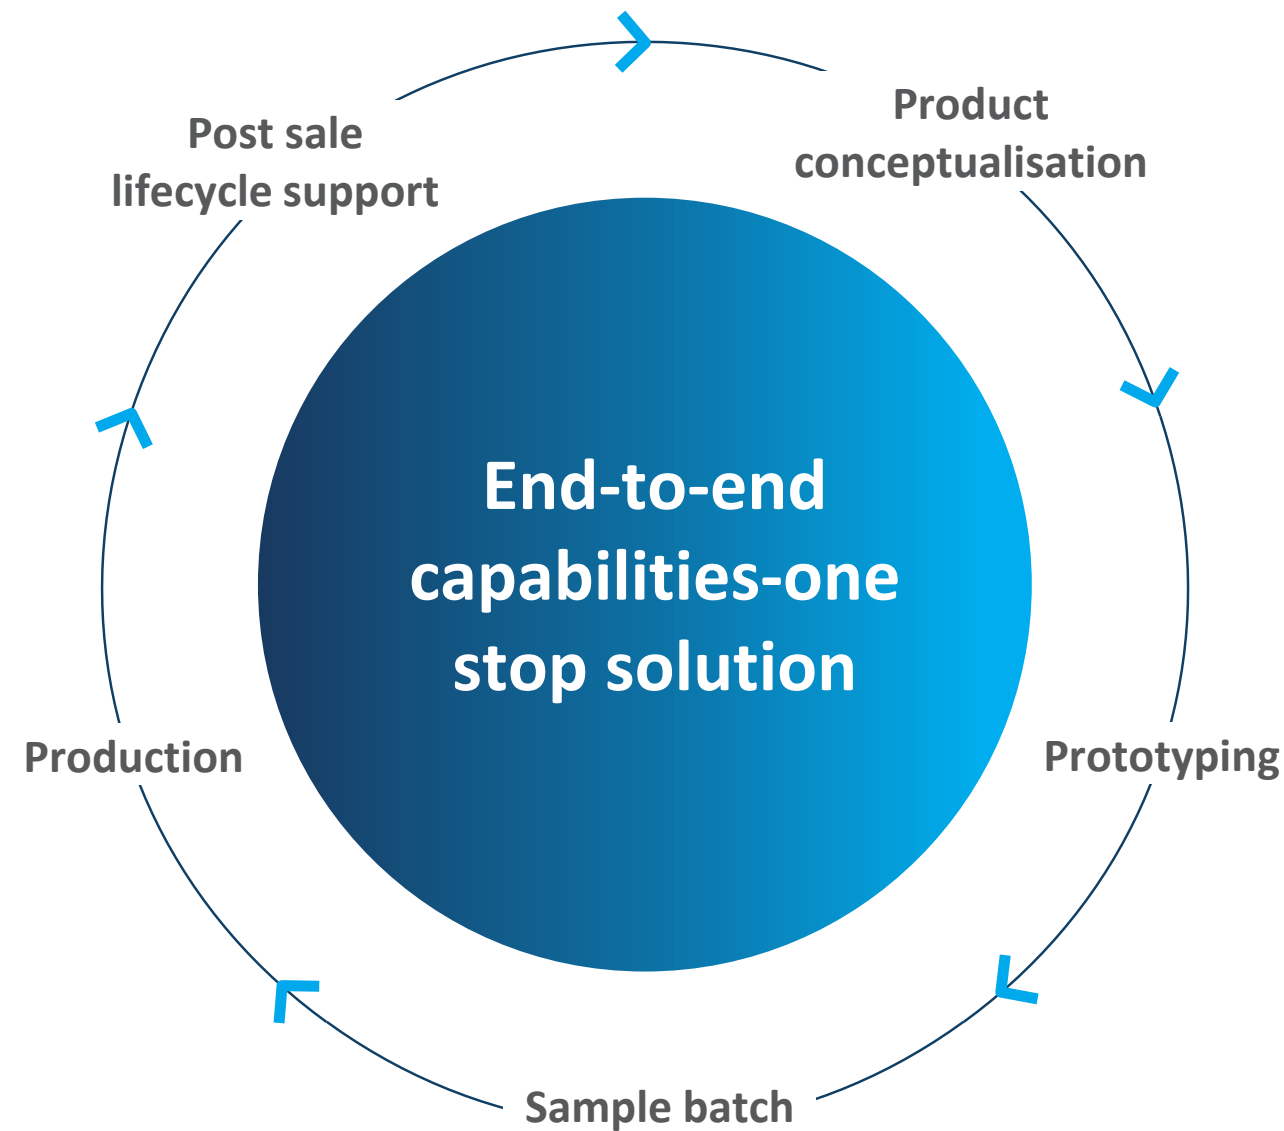 Post sale
lifecycle support
Product
conceptualisation
End-to-end
capabilities-one
stop solution
Production
Prototyping
Sample batch